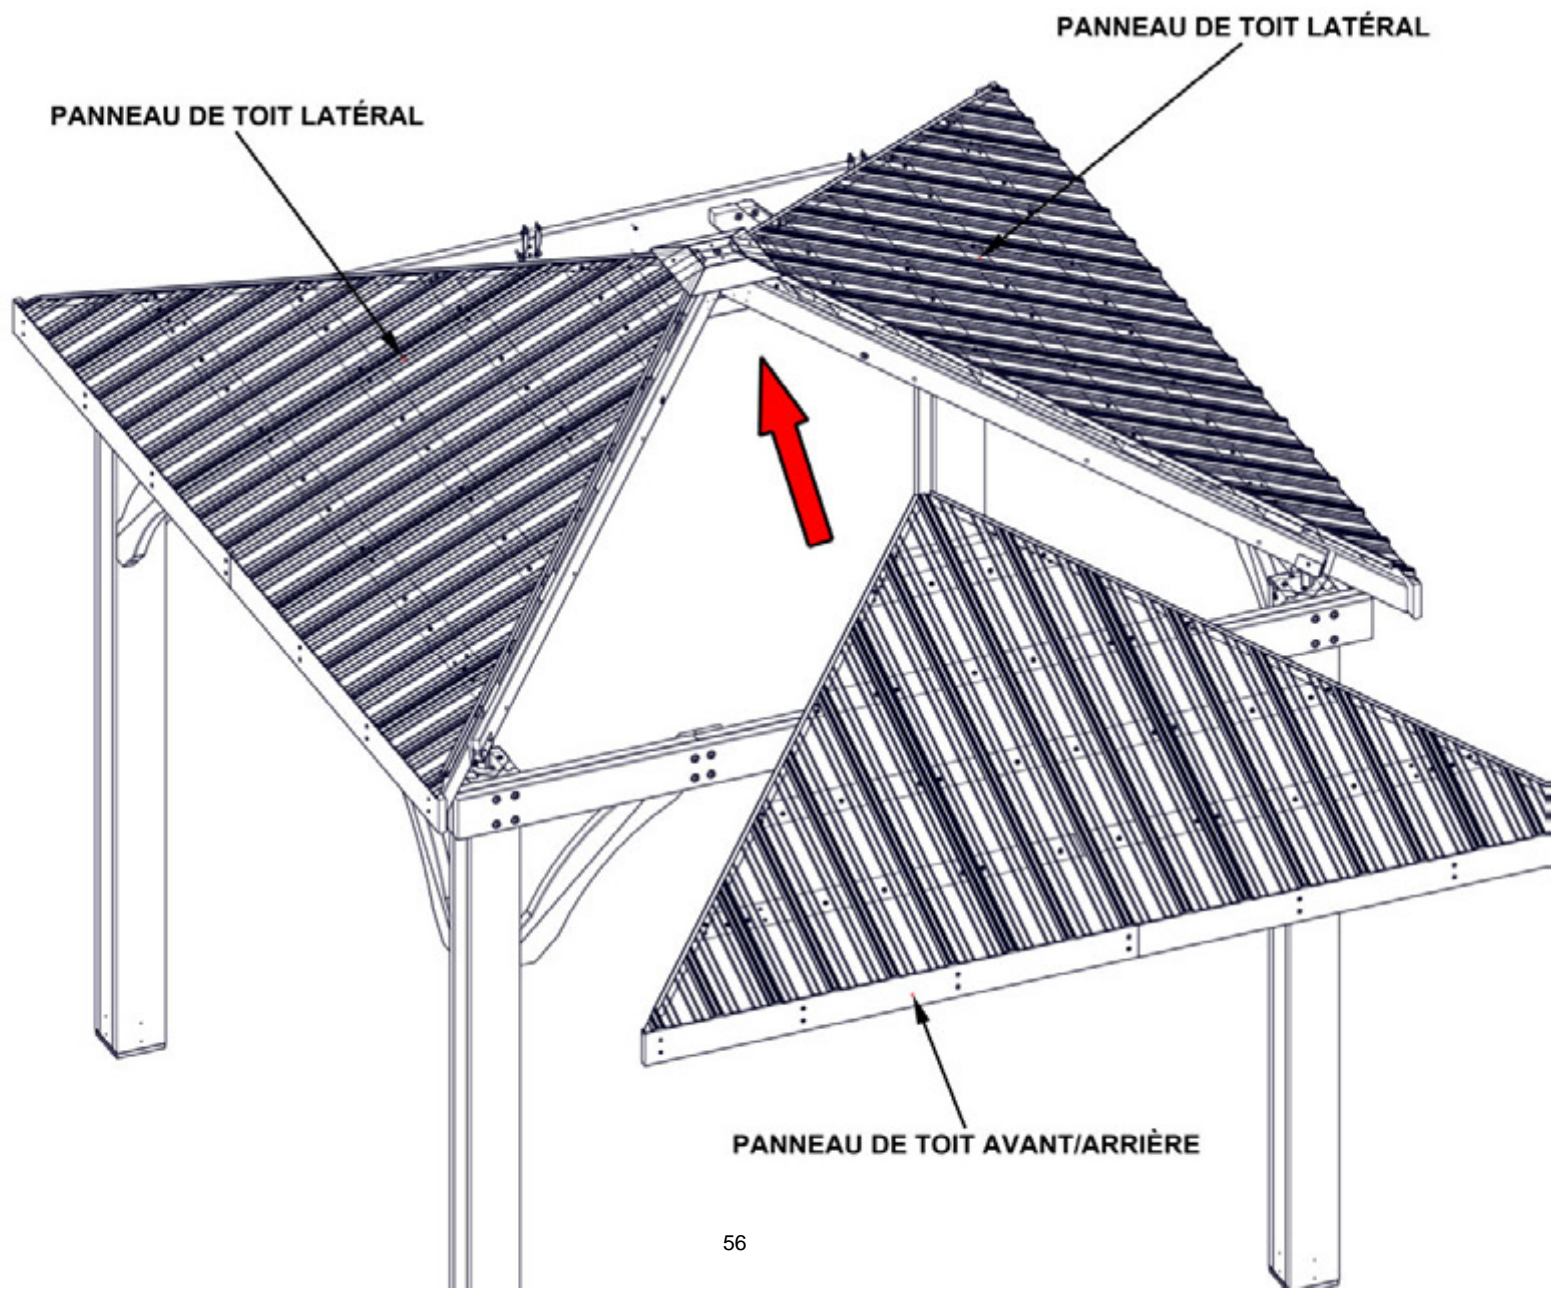 PANNEAU DE TOIT LATÉRAL
PANNEAU DE TOIT LATÉRAL
PANNEAU DE TOIT AVANT/ARRIÈRE
56